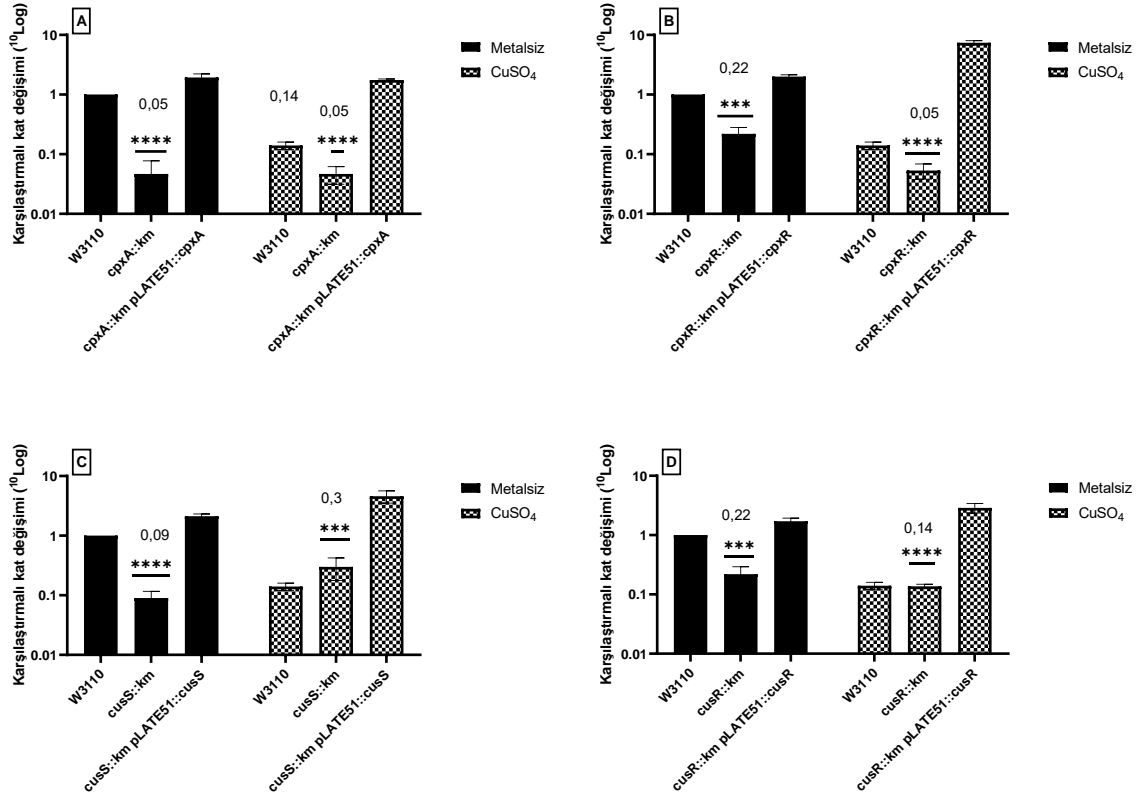 A
Karşılaştırmalı kat değişimi (¹⁰Log)
10
1
0.1
0.01
0,05
****
0,14
0,05
****
Metalsiz
CuSO₄
W3110
cpxA::km
cpxA::km pLATE51::cpxA
W3110
cpxA::km
cpxA::km pLATE51::cpxA
B
Karşılaştırmalı kat değişimi (¹⁰Log)
10
1
0.1
0.01
0,22
***
0,05
****
Metalsiz
CuSO₄
W3110
cpxR::km
cpxR::km pLATE51::cpxR
W3110
cpxR::km
cpxR::km pLATE51::cpxR
C
Karşılaştırmalı kat değişimi (¹⁰Log)
10
1
0.1
0.01
0,09
****
0,3
***
Metalsiz
CuSO₄
W3110
cusS::km
cusS::km pLATE51::cusS
W3110
cusS::km
cusS::km pLATE51::cusS
D
Karşılaştırmalı kat değişimi (¹⁰Log)
10
1
0.1
0.01
0,22
***
0,14
****
Metalsiz
CuSO₄
W3110
cusR::km
cusR::km pLATE51::cusR
W3110
cusR::km
cusR::km pLATE51::cusR